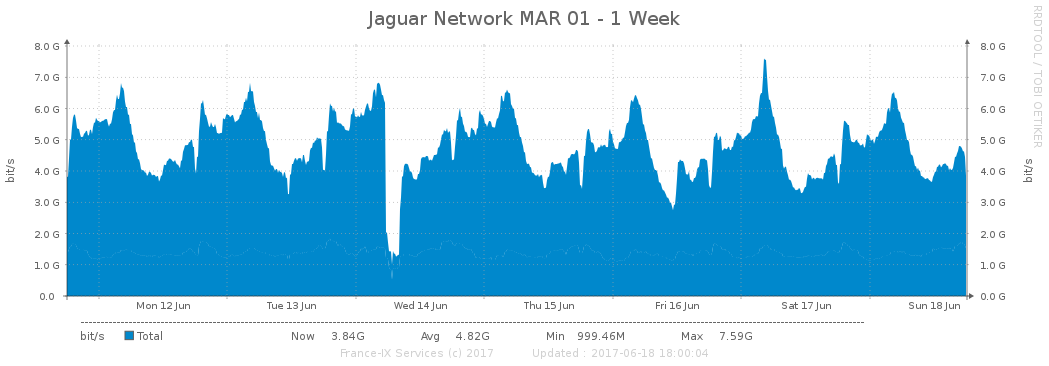 Jaguar Network MAR 01 - 1 Week
RRDTOOL / TOBI OETIKER
bit/s
8.0 G 8.0 G
7.0 G 7.0 G
6.0 G 6.0 G
5.0 G 5.0 G
4.0 G 4.0 G
3.0 G 3.0 G
2.0 G 2.0 G
1.0 G 1.0 G
0.0 0.0 G
bit/s
Mon 12 Jun Tue 13 Jun Wed 14 Jun Thu 15 Jun Fri 16 Jun Sat 17 Jun Sun 18 Jun
bit/s Total Now 3.84G Avg 4.82G Min 999.46M Max 7.59G
France-IX Services (c) 2017 Updated : 2017-06-18 18:00:04